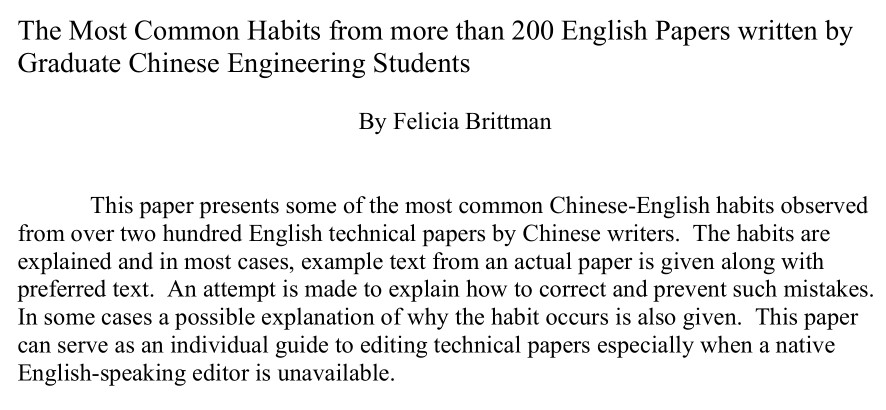 The Most Common Habits from more than 200 English Papers written by
Graduate Chinese Engineering Students
By Felicia Brittman
This paper presents some of the most common Chinese-English habits observed
from over two hundred English technical papers by Chinese writers.  The habits are
explained and in most cases, example text from an actual paper is given along with
preferred text.  An attempt is made to explain how to correct and prevent such mistakes.
In some cases a possible explanation of why the habit occurs is also given.  This paper
can serve as an individual guide to editing technical papers especially when a native
English-speaking editor is unavailable.